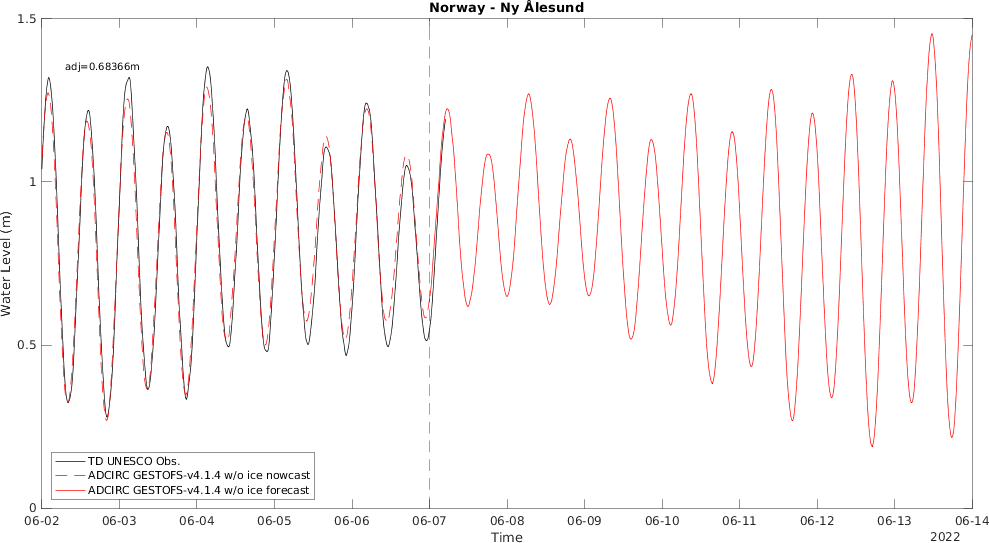 Norway - Ny Ålesund
1.5
adj=0.68366m
1
Water Level (m)
0.5
TD UNESCO Obs.
ADCIRC GESTOFS-v4.1.4 w/o ice nowcast
ADCIRC GESTOFS-v4.1.4 w/o ice forecast
0
06-02 06-03 06-04 06-05 06-06 06-07 06-08 06-09 06-10 06-11 06-12 06-13 06-14
Time
2022